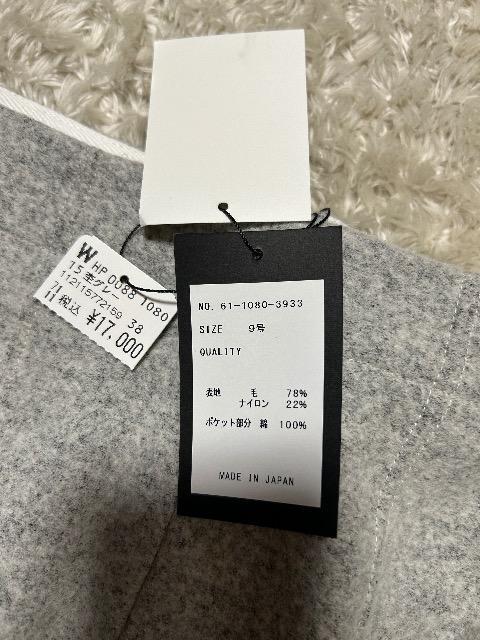 W HP 0088 1080
15 杢グレー 38
112115772159
71
11 税込 ¥17,000
NO. 61-1080-3933
SIZE 9号
QUALITY
表地 毛 78%
ナイロン 22%
ポケット部分 綿 100%
MADE IN JAPAN